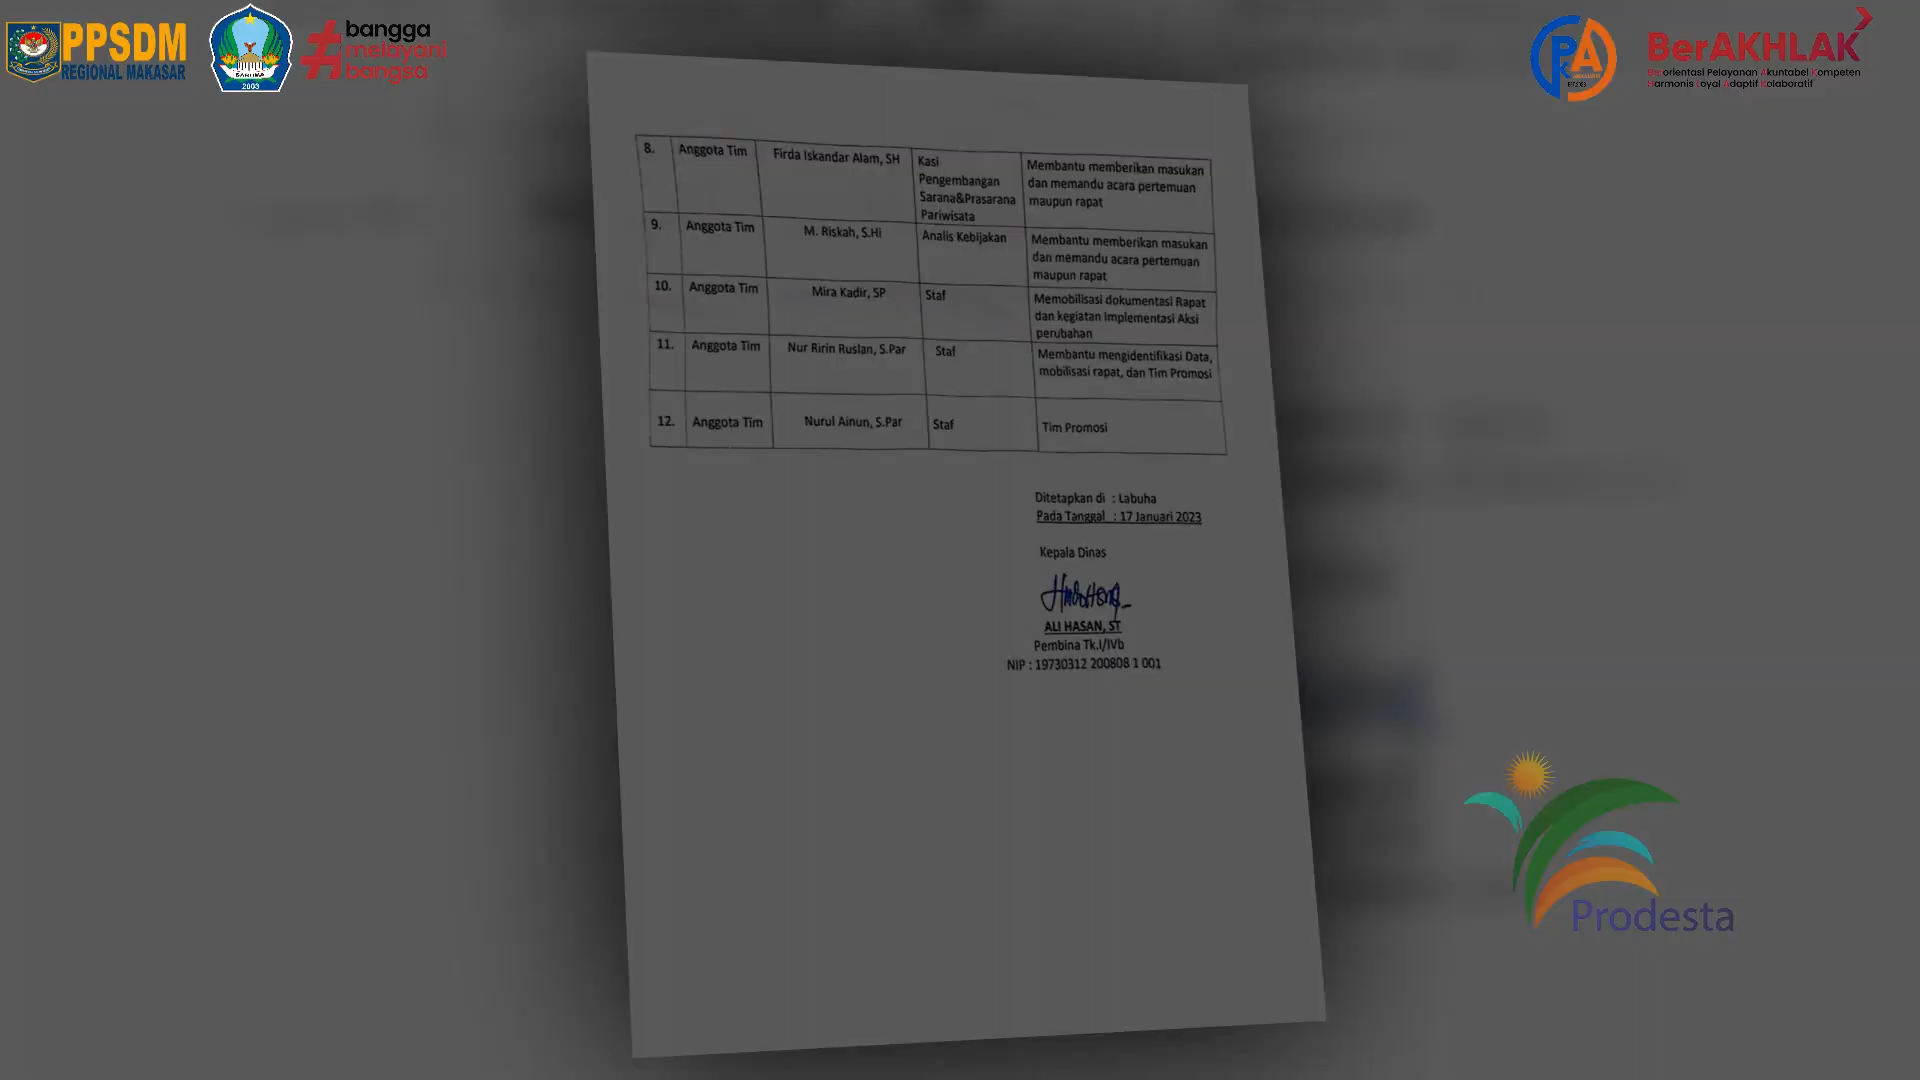 PPSDM
REGIONAL MAKASAR
SARUMA
2003
#bangga
melayani
bangsa
PKA
BerAKHLAK
Berorientasi Pelayanan Akuntabel Kompeten
Harmonis Loyal Adaptif Kolaboratif
8. Anggota Tim Firda Iskandar Alam, SH Kasi Membantu memberikan masukan
Pengembangan dan memandu acara pertemuan
Sarana&Prasarana maupun rapat
Pariwisata
9. Anggota Tim M. Riskah, S.Hi Analis Kebijakan Membantu memberikan masukan
dan memandu acara pertemuan
maupun rapat
10. Anggota Tim Mira Kadir, SP Staf Memobilisasi dokumentasi Rapat
dan kegiatan Implementasi Aksi
perubahan
11. Anggota Tim Nur Ririn Ruslan, S.Par Staf Membantu mengidentifikasi Data,
mobilisasi rapat, dan Tim Promosi
12. Anggota Tim Nurul Ainun, S.Par Staf Tim Promosi
Ditetapkan di : Labuha
Pada Tanggal : 17 Januari 2023
Kepala Dinas
ALI HASAN, ST
Pembina Tk.I/IVb
NIP : 19730312 200808 1 001
Prodesta